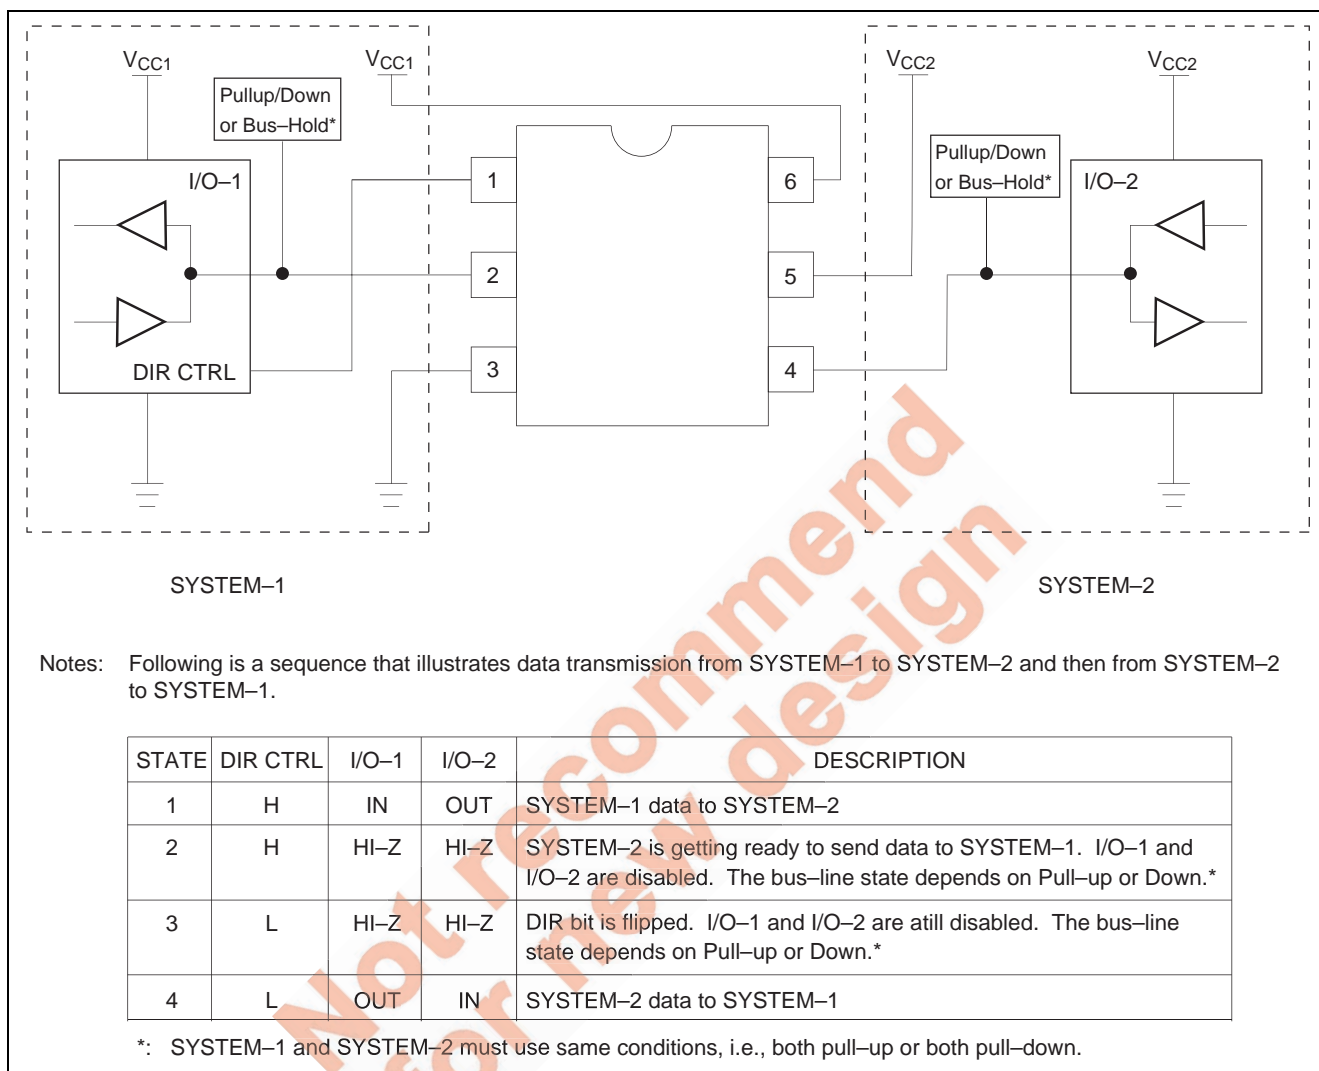 VCC1
VCC1
VCC2
VCC2
Pullup/Down
or Bus–Hold*
Pullup/Down
or Bus–Hold*
I/O–1
I/O–2
1
6
2
5
3
4
DIR CTRL
SYSTEM–1
SYSTEM–2
Notes: Following is a sequence that illustrates data transmission from SYSTEM–1 to SYSTEM–2 and then from SYSTEM–2
to SYSTEM–1.
STATE DIR CTRL I/O–1 I/O–2 DESCRIPTION
1 H IN OUT SYSTEM–1 data to SYSTEM–2
2 H HI–Z HI–Z SYSTEM–2 is getting ready to send data to SYSTEM–1. I/O–1 and
I/O–2 are disabled. The bus–line state depends on Pull–up or Down.*
3 L HI–Z HI–Z DIR bit is flipped. I/O–1 and I/O–2 are atill disabled. The bus–line
state depends on Pull–up or Down.*
4 L OUT IN SYSTEM–2 data to SYSTEM–1
*: SYSTEM–1 and SYSTEM–2 must use same conditions, i.e., both pull–up or both pull–down.
Not recommend
for new design